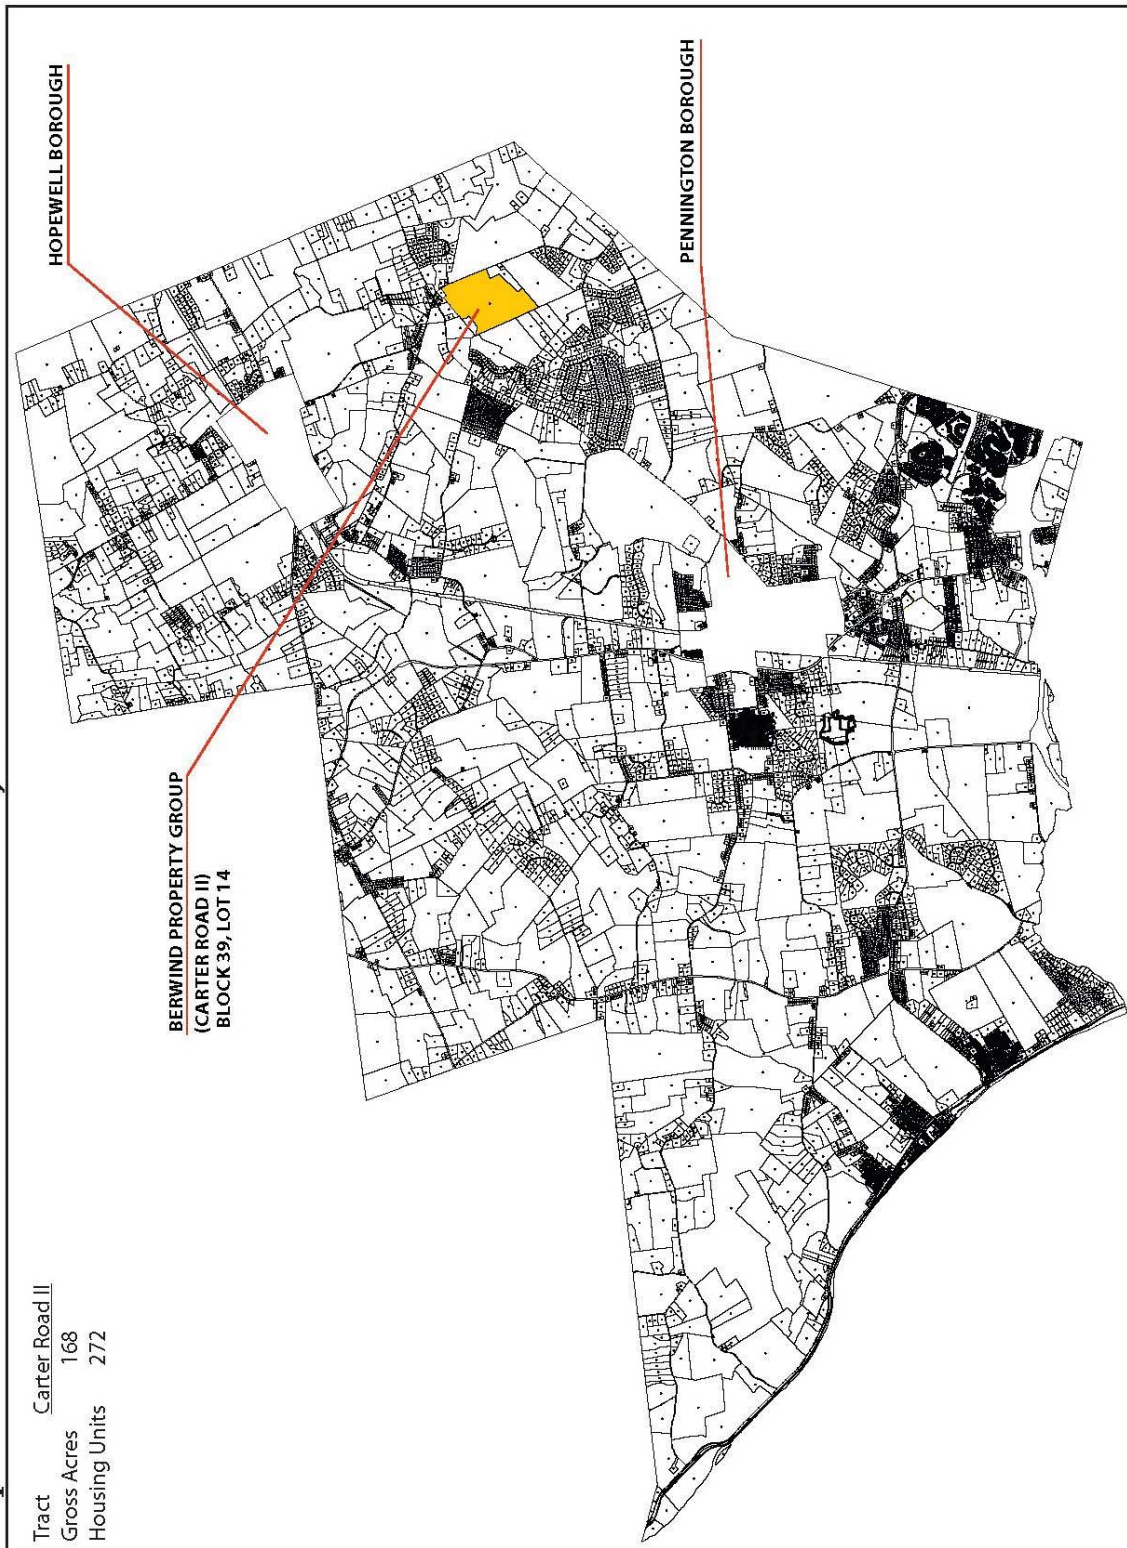 Tract Carter Road II
Gross Acres 168
Housing Units 272
HOPEWELL BOROUGH
BERWIND PROPERTY GROUP
(CARTER ROAD II)
BLOCK 39, LOT 14
PENNINGTON BOROUGH